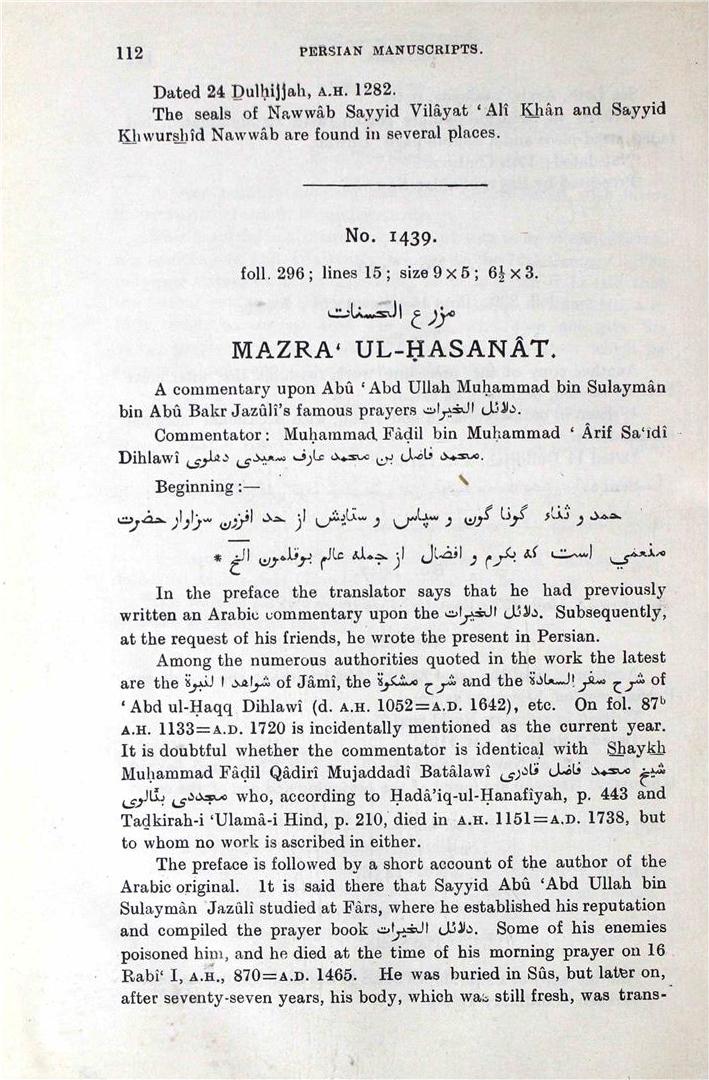 112 PERSIAN MANUSCRIPTS.
Dated 24 Ḏulḥijjah, A.H. 1282.
The seals of Nawwâb Sayyid Vilâyat ‘Alî Khân and Sayyid
Khwurshîd Nawwâb are found in several places.
No. 1439.
foll. 296; lines 15; size 9 × 5; 6½ × 3.
مزرع الحسنات
MAZRA‘ UL-ḤASANÂT.
A commentary upon Abû ‘Abd Ullah Muḥammad bin Sulaymân
bin Abû Bakr Jazûlî’s famous prayers دلائل الخيرات.
Commentator: Muḥammad Fâḍil bin Muḥammad ‘Ârif Sa‘ıdî
Dihlawî محمد فاضل بن محمد عارف سعيدى دهلوى.
Beginning:—
حمد و ثناء گونا گون و سپاس و ستايش از حد افزون سزاوار حضرت
منعمي است كه بكرم و افضال از جمله عالم بوقلمون الخ *
In the preface the translator says that he had previously
written an Arabic commentary upon the دلائل الخيرات. Subsequently,
at the request of his friends, he wrote the present in Persian.
Among the numerous authorities quoted in the work the latest
are the شواهد النبوة of Jâmî, the شرح مشكوة and the شرح سفر السعادة of
‘Abd ul-Ḥaqq Dihlawî (d. A.H. 1052=A.D. 1642), etc. On fol. 87ᵇ
A.H. 1133=A.D. 1720 is incidentally mentioned as the current year.
It is doubtful whether the commentator is identical with Shaykh
Muḥammad Fâḍil Qâdirî Mujaddadî Batâlawî شيخ محمد فاضل قادرى
مجددى بٹالوى who, according to Ḥadâ’iq-ul-Ḥanafîyah, p. 443 and
Taḏkirah-i ‘Ulamâ-i Hind, p. 210, died in A.H. 1151=A.D. 1738, but
to whom no work is ascribed in either.
The preface is followed by a short account of the author of the
Arabic original. It is said there that Sayyid Abû ‘Abd Ullah bin
Sulaymân Jazûlî studied at Fârs, where he established his reputation
and compiled the prayer book دلائل الخيرات. Some of his enemies
poisoned him, and he died at the time of his morning prayer on 16
Rabî‘ I, A.H., 870=A.D. 1465. He was buried in Sûs, but later on,
after seventy-seven years, his body, which was still fresh, was trans-